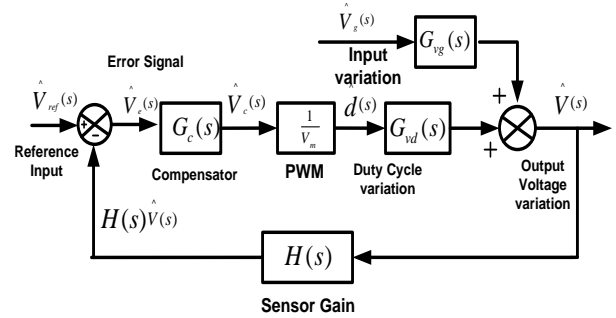 V̂g(s)
Input
variation
Gvg(s)
Error Signal
V̂ref(s)
+
−
V̂e(s)
Gc(s)
V̂c(s)
1
Vm
d̂(s)
Gvd(s)
+
+
V̂(s)
Reference
Input
Compensator
PWM
Duty Cycle
variation
Output
Voltage
variation
H(s)V̂(s)
H(s)
Sensor Gain